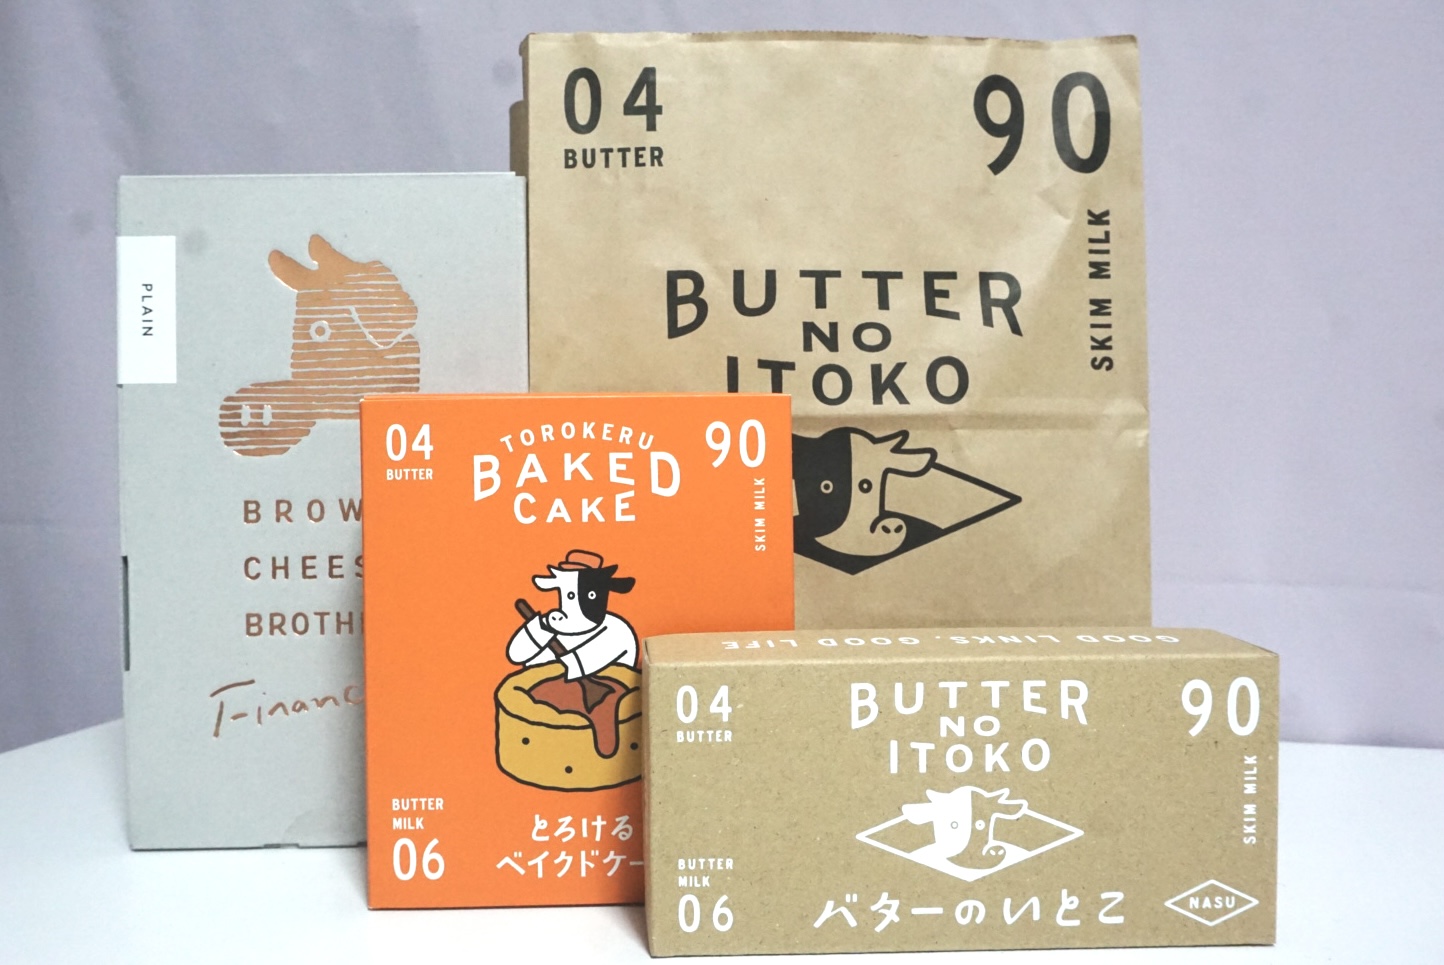 PLAIN
BROW
CHEES
BROTH
Financ
04
BUTTER
90
SKIM MILK
BUTTER
NO
ITOKO
04
BUTTER
TOROKERU
BAKED
CAKE
90
SKIM MILK
BUTTER
MILK
06
とろける
ベイクドケー
GOOD LINKS, GOOD LIFE
04
BUTTER
BUTTER
NO
ITOKO
90
SKIM MILK
BUTTER
MILK
06
バターのいとこ
NASU